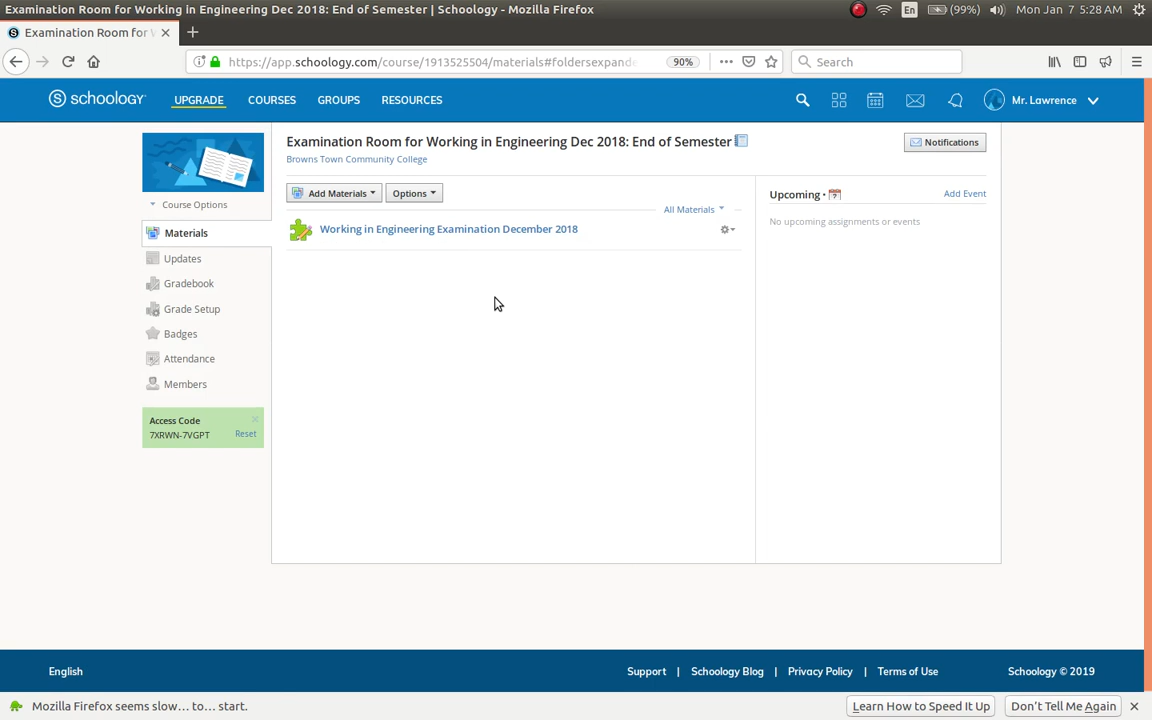 Examination Room for Working in Engineering Dec 2018: End of Semester | Schoology - Mozilla Firefox
En
(99%)
Mon Jan 7 5:28 AM
Examination Room for W
https://app.schoology.com/course/1913525504/materials#foldersexpande
90%
Search
schoology
UPGRADE
COURSES
GROUPS
RESOURCES
Mr. Lawrence
Examination Room for Working in Engineering Dec 2018: End of Semester
Browns Town Community College
Notifications
Course Options
Materials
Updates
Gradebook
Grade Setup
Badges
Attendance
Members
Access Code
7XRWN-7VGPT
Reset
Add Materials
Options
All Materials
Working in Engineering Examination December 2018
Upcoming •
Add Event
No upcoming assignments or events
English
Support | Schoology Blog | Privacy Policy | Terms of Use
Schoology © 2019
Mozilla Firefox seems slow... to... start.
Learn How to Speed It Up
Don't Tell Me Again